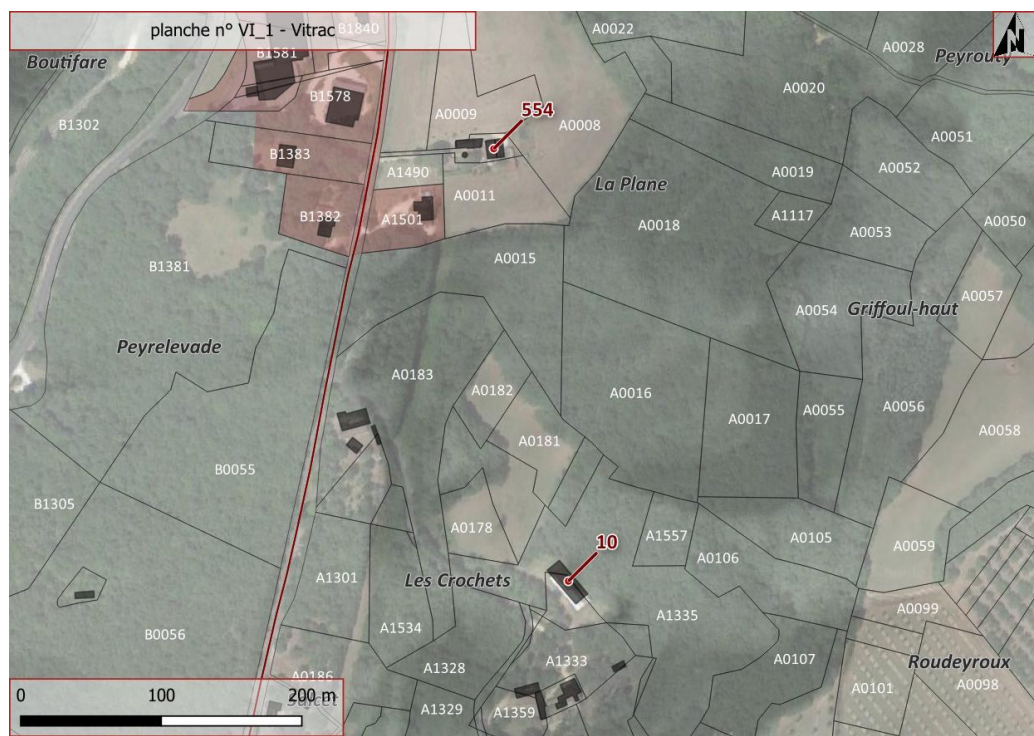 planche n° VI_1 - Vitrac
B1840
A0022
N
A0028
Peyrouty
Boutifare
B1581
A0020
B1578
554
A0009
A0008
B1302
A0051
B1383
A0052
A1490
A0019
La Plane
A0011
A0018
A1117
A0050
B1382
A1501
A0053
A0015
B1381
A0057
A0054
Griffoul-haut
Peyrelevade
A0183
A0182
A0016
A0017
A0055
A0056
A0058
A0181
B0055
B1305
A0178
A1557
A0105
A0059
10
A0106
A1301
Les Crochets
A0099
A1335
A1534
B0056
A1333
A1328
A0107
Roudeyroux
A0186
A0101
A0098
0 100 200 m
Sulcet
A1329
A1359